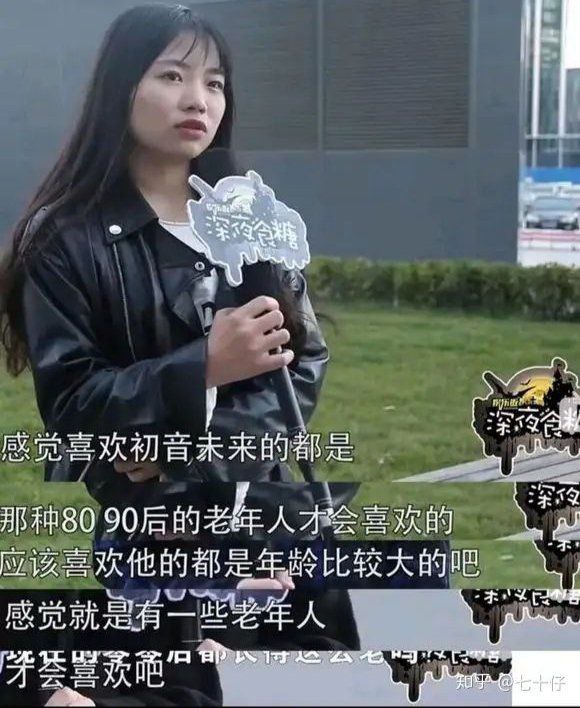 深夜食糖
深夜食糖
感觉喜欢初音未来的都是
深夜
那种80 90后的老年人才会喜欢的
应该喜欢他的都是年龄比较大的吧
感觉就是有一些老年人
才会喜欢吧
知乎 @七十仔